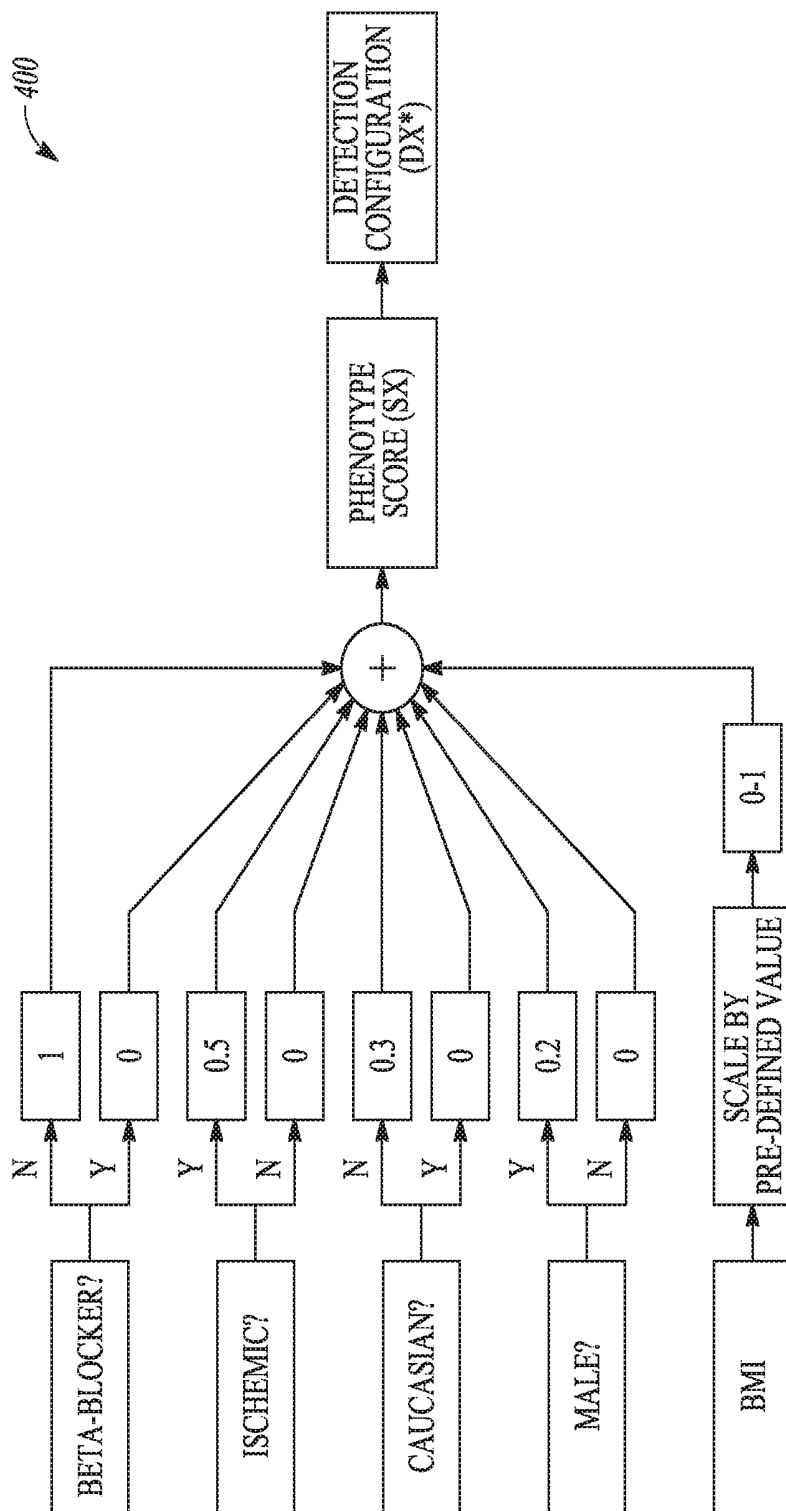 400
BETA-BLOCKER?
N
1
Y
0
ISCHEMIC?
Y
0.5
N
0
CAUCASIAN?
N
0.3
Y
0
MALE?
Y
0.2
N
0
BMI
SCALE BY
PRE-DEFINED VALUE
0-1
+
PHENOTYPE
SCORE (SX)
DETECTION
CONFIGURATION
(DX*)